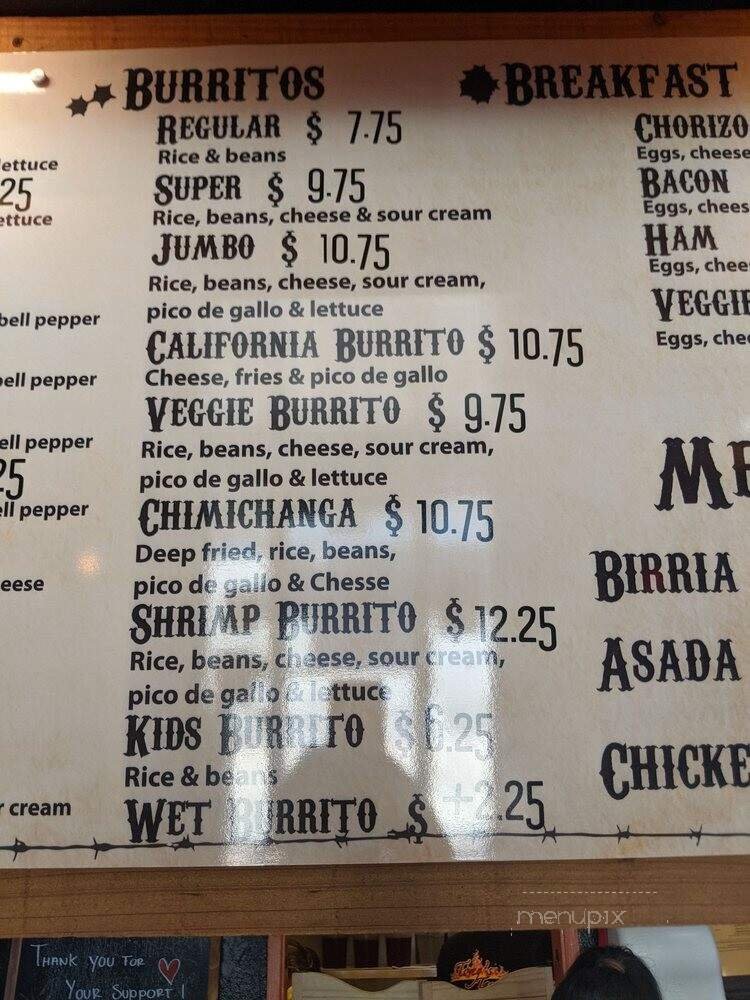 BURRITOS
REGULAR $ 7.75
Rice & beans
SUPER $ 9.75
Rice, beans, cheese & sour cream
JUMBO $ 10.75
Rice, beans, cheese, sour cream,
pico de gallo & lettuce
CALIFORNIA BURRITO $ 10.75
Cheese, fries & pico de gallo
VEGGIE BURRITO $ 9.75
Rice, beans, cheese, sour cream,
pico de gallo & lettuce
CHIMICHANGA $ 10.75
Deep fried, rice, beans,
pico de gallo & Chesse
SHRIMP BURRITO $ 12.25
Rice, beans, cheese, sour cream,
pico de gallo & lettuce
KIDS BURRITO $ 6.25
Rice & beans
WET BURRITO $ +2.25
BREAKFAST
CHORIZO
Eggs, cheese
BACON
Eggs, chees
HAM
Eggs, chee
VEGGIE
Eggs, chee
ME
BIRRIA
ASADA
CHICKE
ettuce
25
ettuce
bell pepper
bell pepper
ell pepper
25
ell pepper
eese
r cream
menupix
THANK YOU FOR
YOUR SUPPORT!